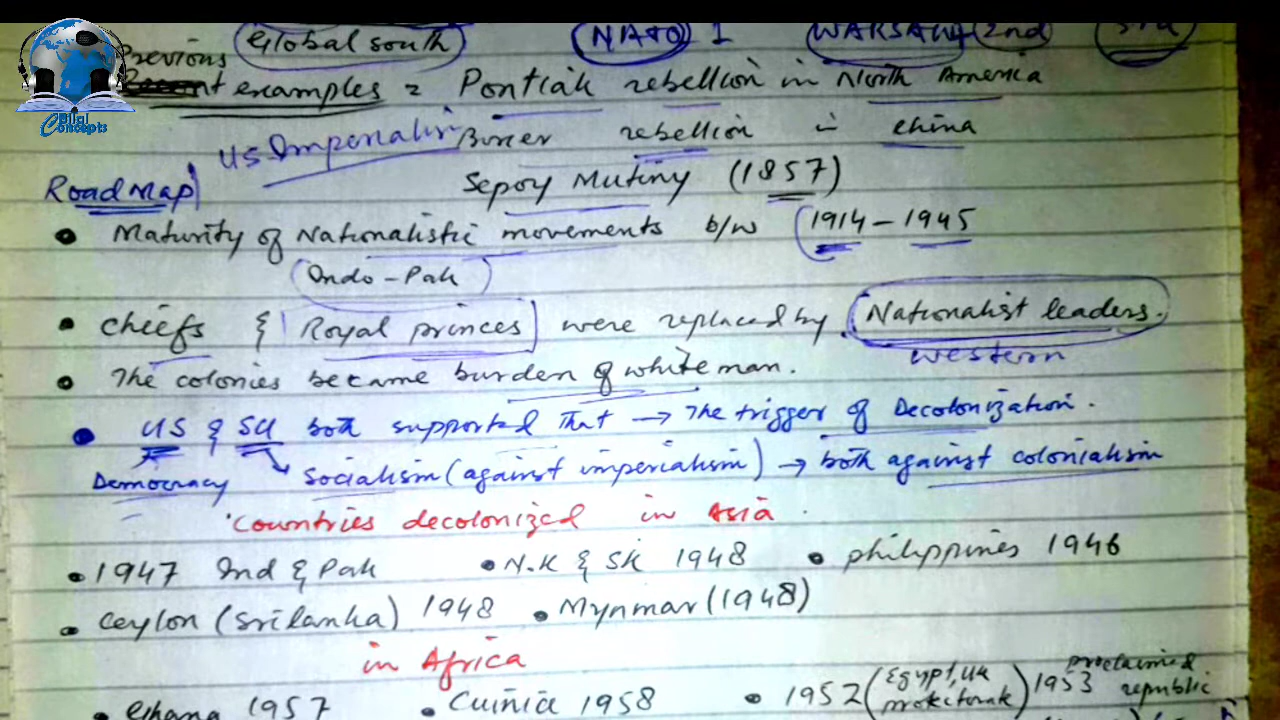 Global south NATO 1 WARSAW 2nd 3rd
Previous
examples = Pontiak rebellion in North America
US Imperialism Boxer rebellion in china
Road map Sepoy Mutiny (1857)
• Maturity of Nationalistic movements b/w (1914 – 1945
(Indo - Pak)
• Chiefs & Royal princes were replaced by Nationalist leaders.
western
• The colonies became burden of white man.
• US & SU both supported that → The trigger of Decolonization.
Democracy Socialism (against imperialism) → both against colonialism
Countries decolonized in Asia.
• 1947 Ind & Pak • N.K & SK 1948 • philippines 1946
• Ceylon (Srilanka) 1948 • Mynmar (1948)
in Africa
• Ghana 1957 • Guinia 1958 • 1952 (Egypt, UK protectorate) 1953 proclaimed republic
Bilal
Concepts